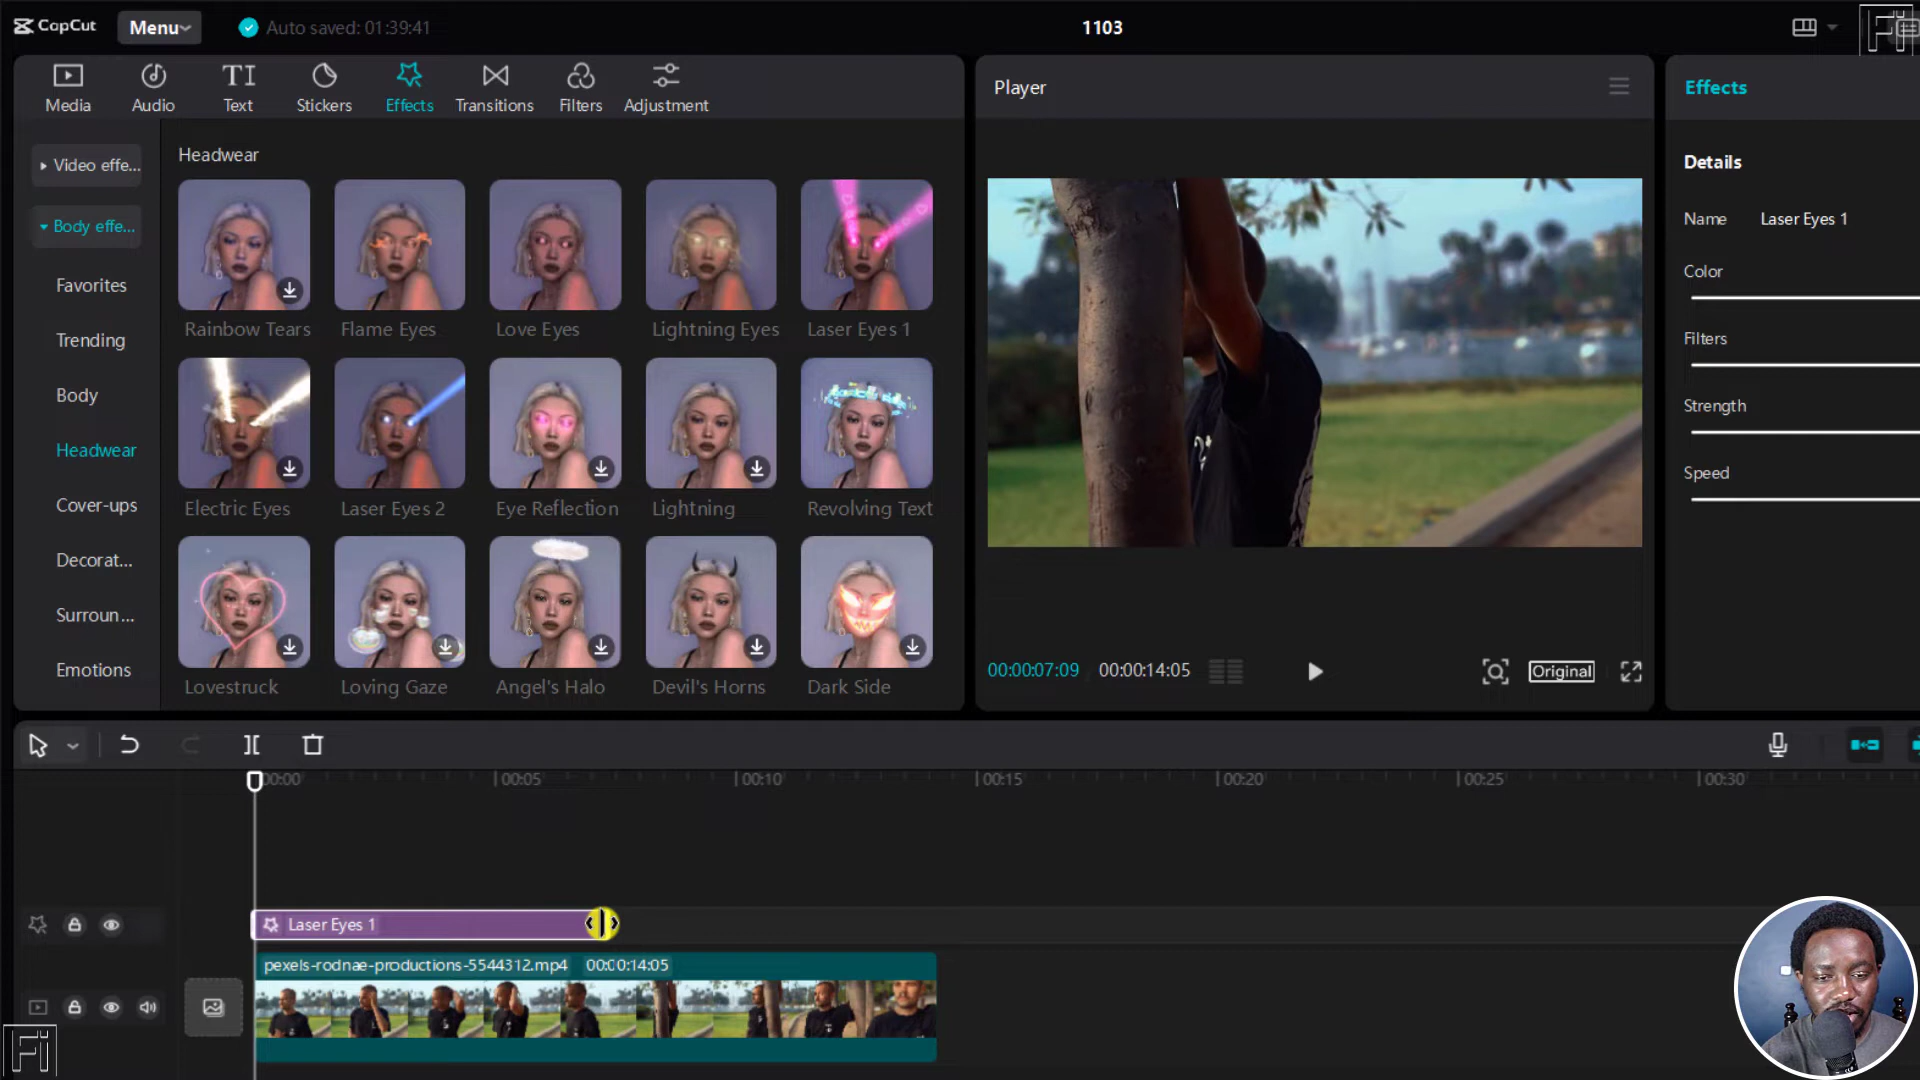 CapCut
Menu
Auto saved: 01:39:41
1103
Fi
Media
Audio
Text
Stickers
Effects
Transitions
Filters
Adjustment
Player
Effects
Video effe...
Body effe...
Favorites
Trending
Body
Headwear
Cover-ups
Decorat...
Surroun...
Emotions
Headwear
Rainbow Tears
Flame Eyes
Love Eyes
Lightning Eyes
Laser Eyes 1
Electric Eyes
Laser Eyes 2
Eye Reflection
Lightning
Revolving Text
Lovestruck
Loving Gaze
Angel's Halo
Devil's Horns
Dark Side
00:00:07:09
00:00:14:05
Original
Details
Name Laser Eyes 1
Color
Filters
Strength
Speed
00:00
00:05
00:10
00:15
00:20
00:25
00:30
Laser Eyes 1
pexels-rodnae-productions-5544312.mp4 00:00:14:05
Fi